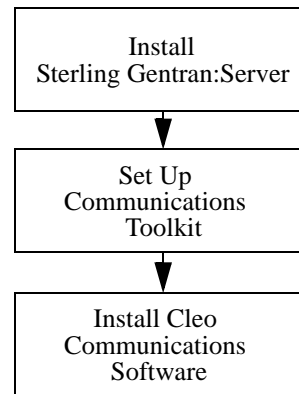 Install
Sterling Gentran:Server
Set Up
Communications
Toolkit
Install Cleo
Communications
Software